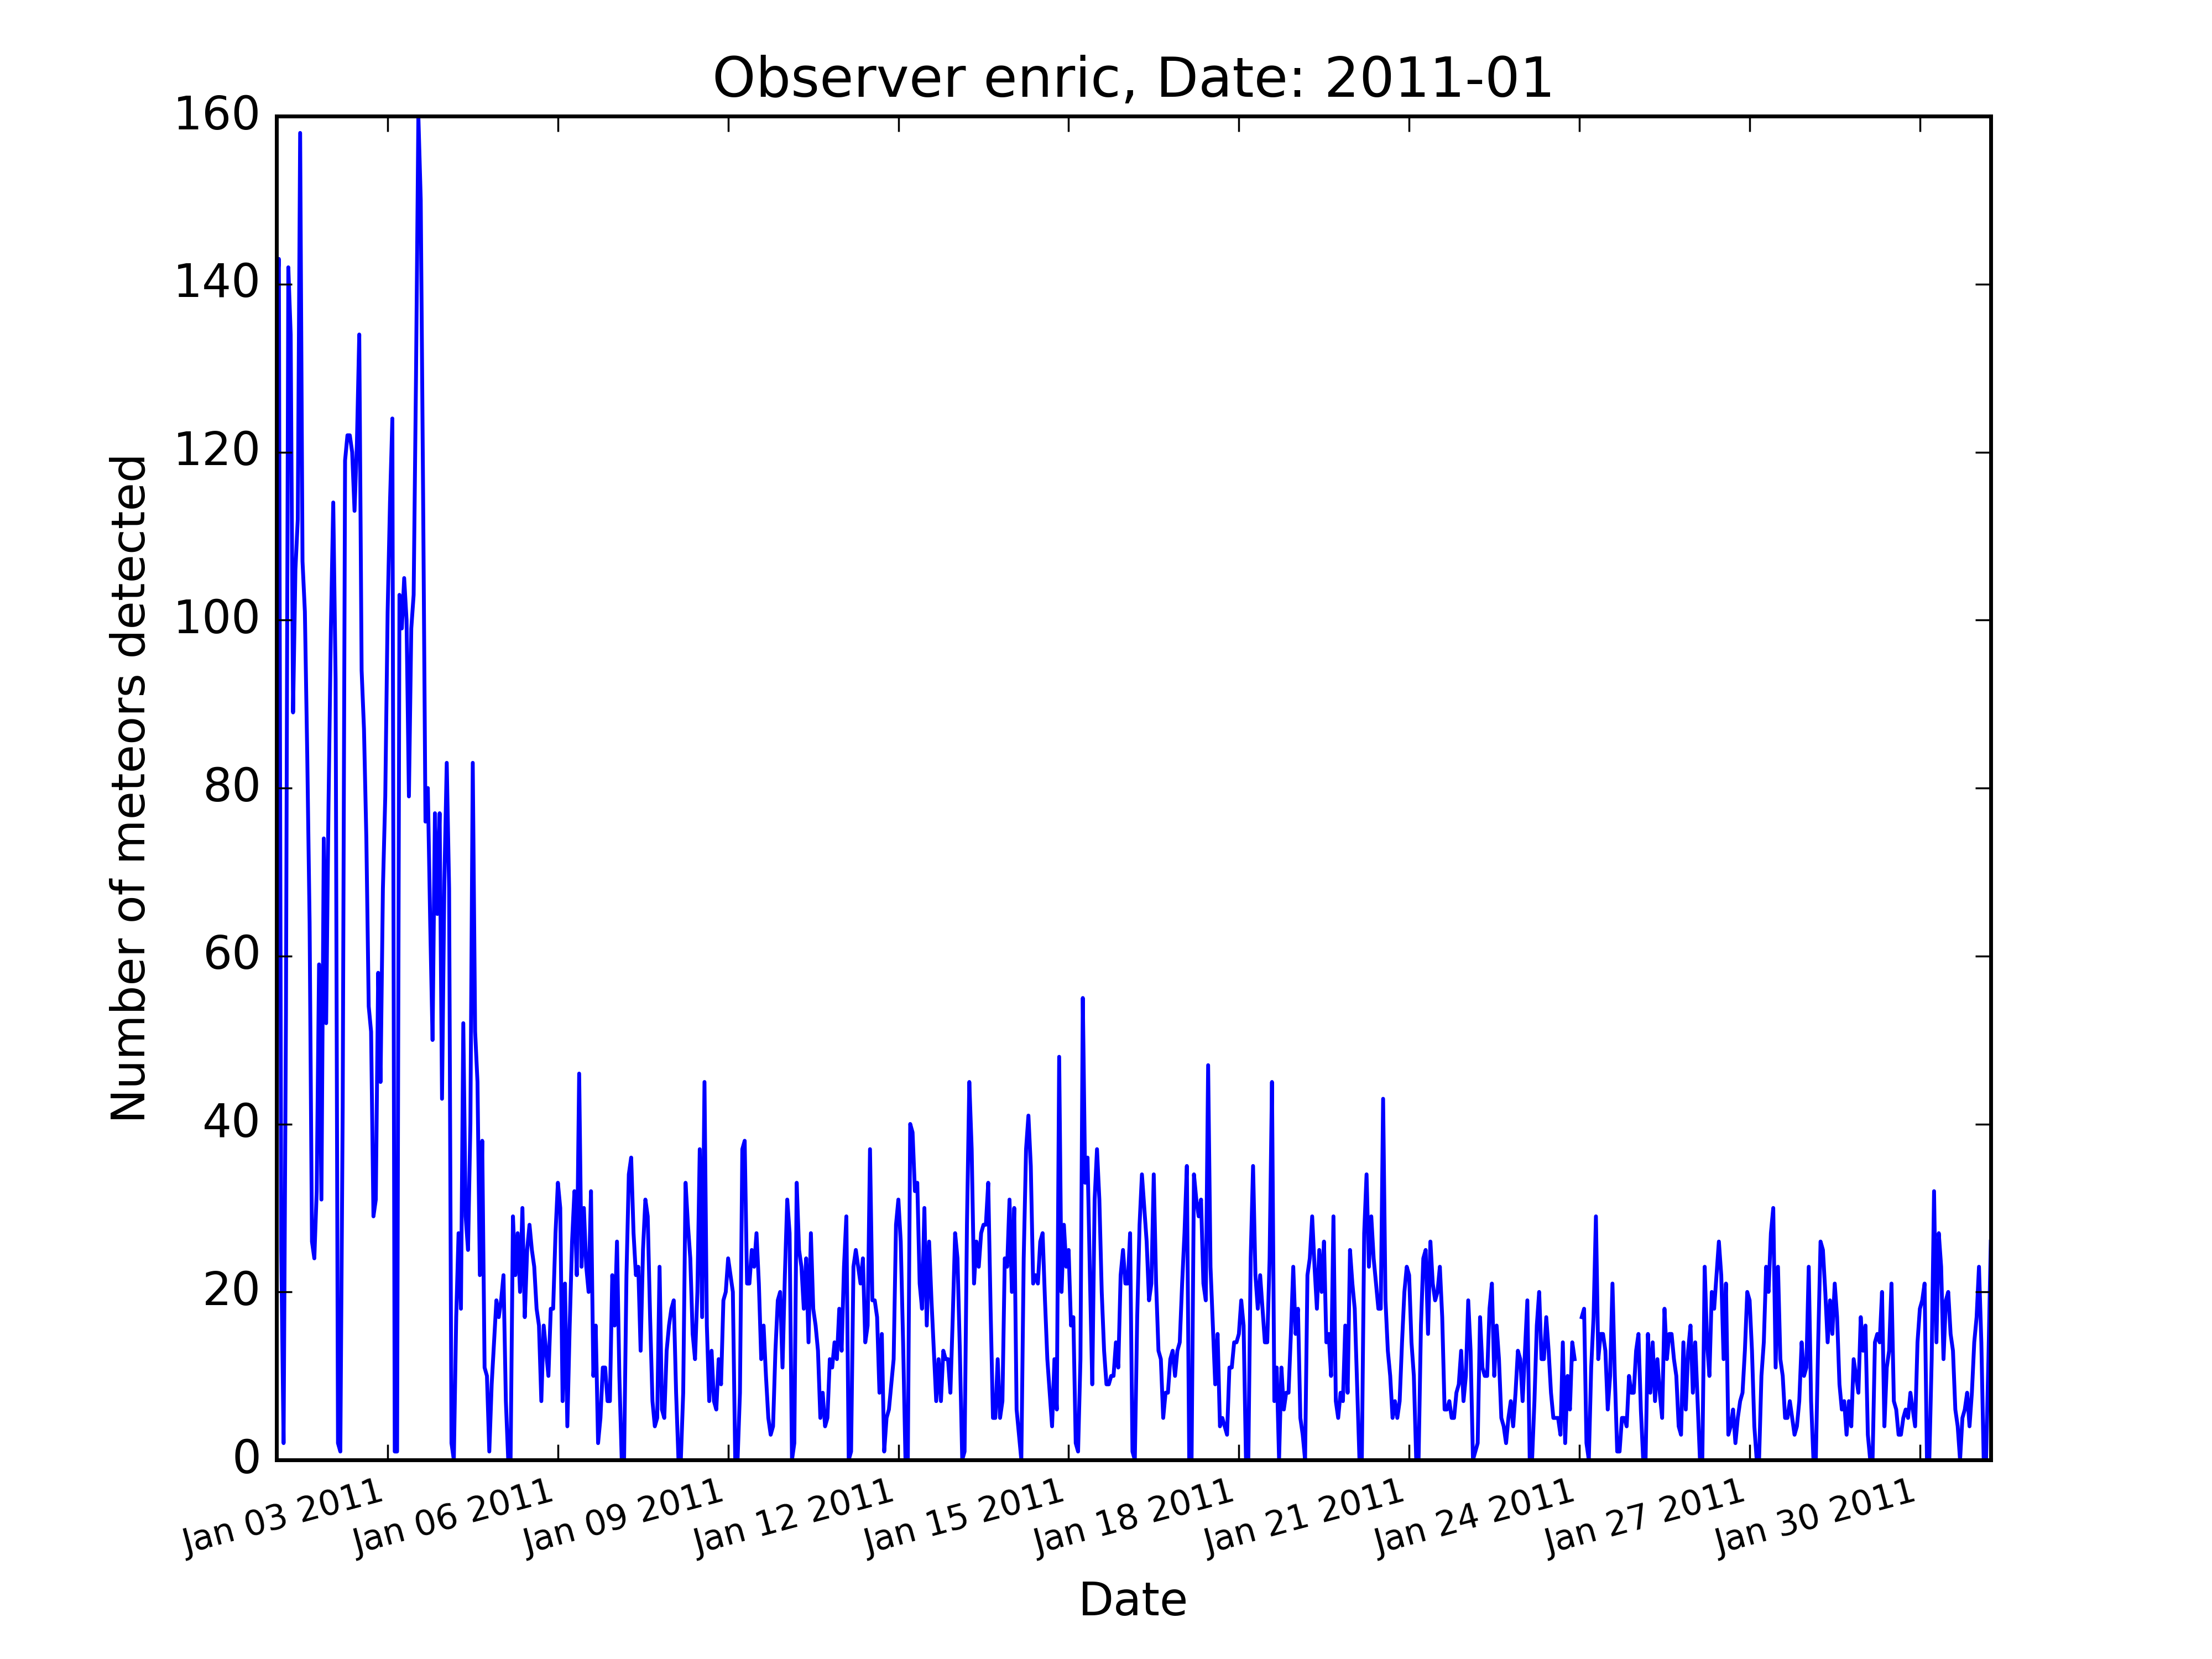 Observer enric, Date: 2011-01
160
140
120
100
80
60
40
20
0
Number of meteors detected
Jan 03 2011
Jan 06 2011
Jan 09 2011
Jan 12 2011
Jan 15 2011
Jan 18 2011
Jan 21 2011
Jan 24 2011
Jan 27 2011
Jan 30 2011
Date